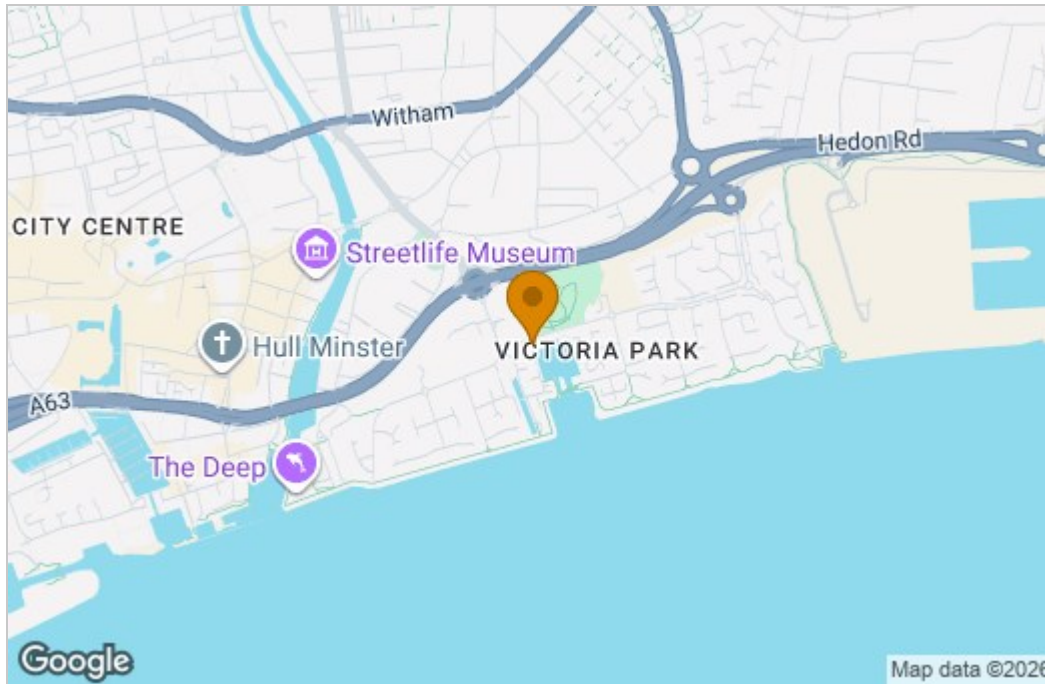 Witham
Hedon Rd
CITY CENTRE
Streetlife Museum
Hull Minster
VICTORIA PARK
A63
The Deep
Google
Map data ©2026